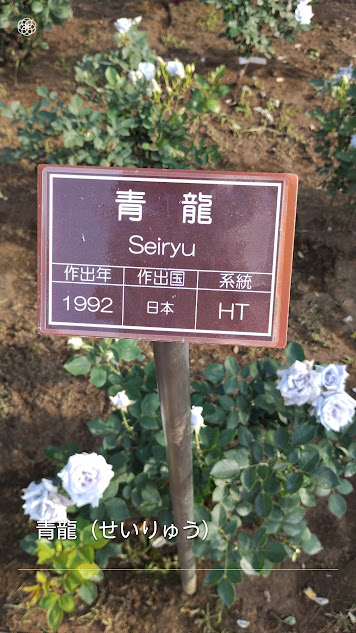 青龍
Seiryu
作出年 作出国 系統
1992 日本 HT
青龍（せいりゅう）